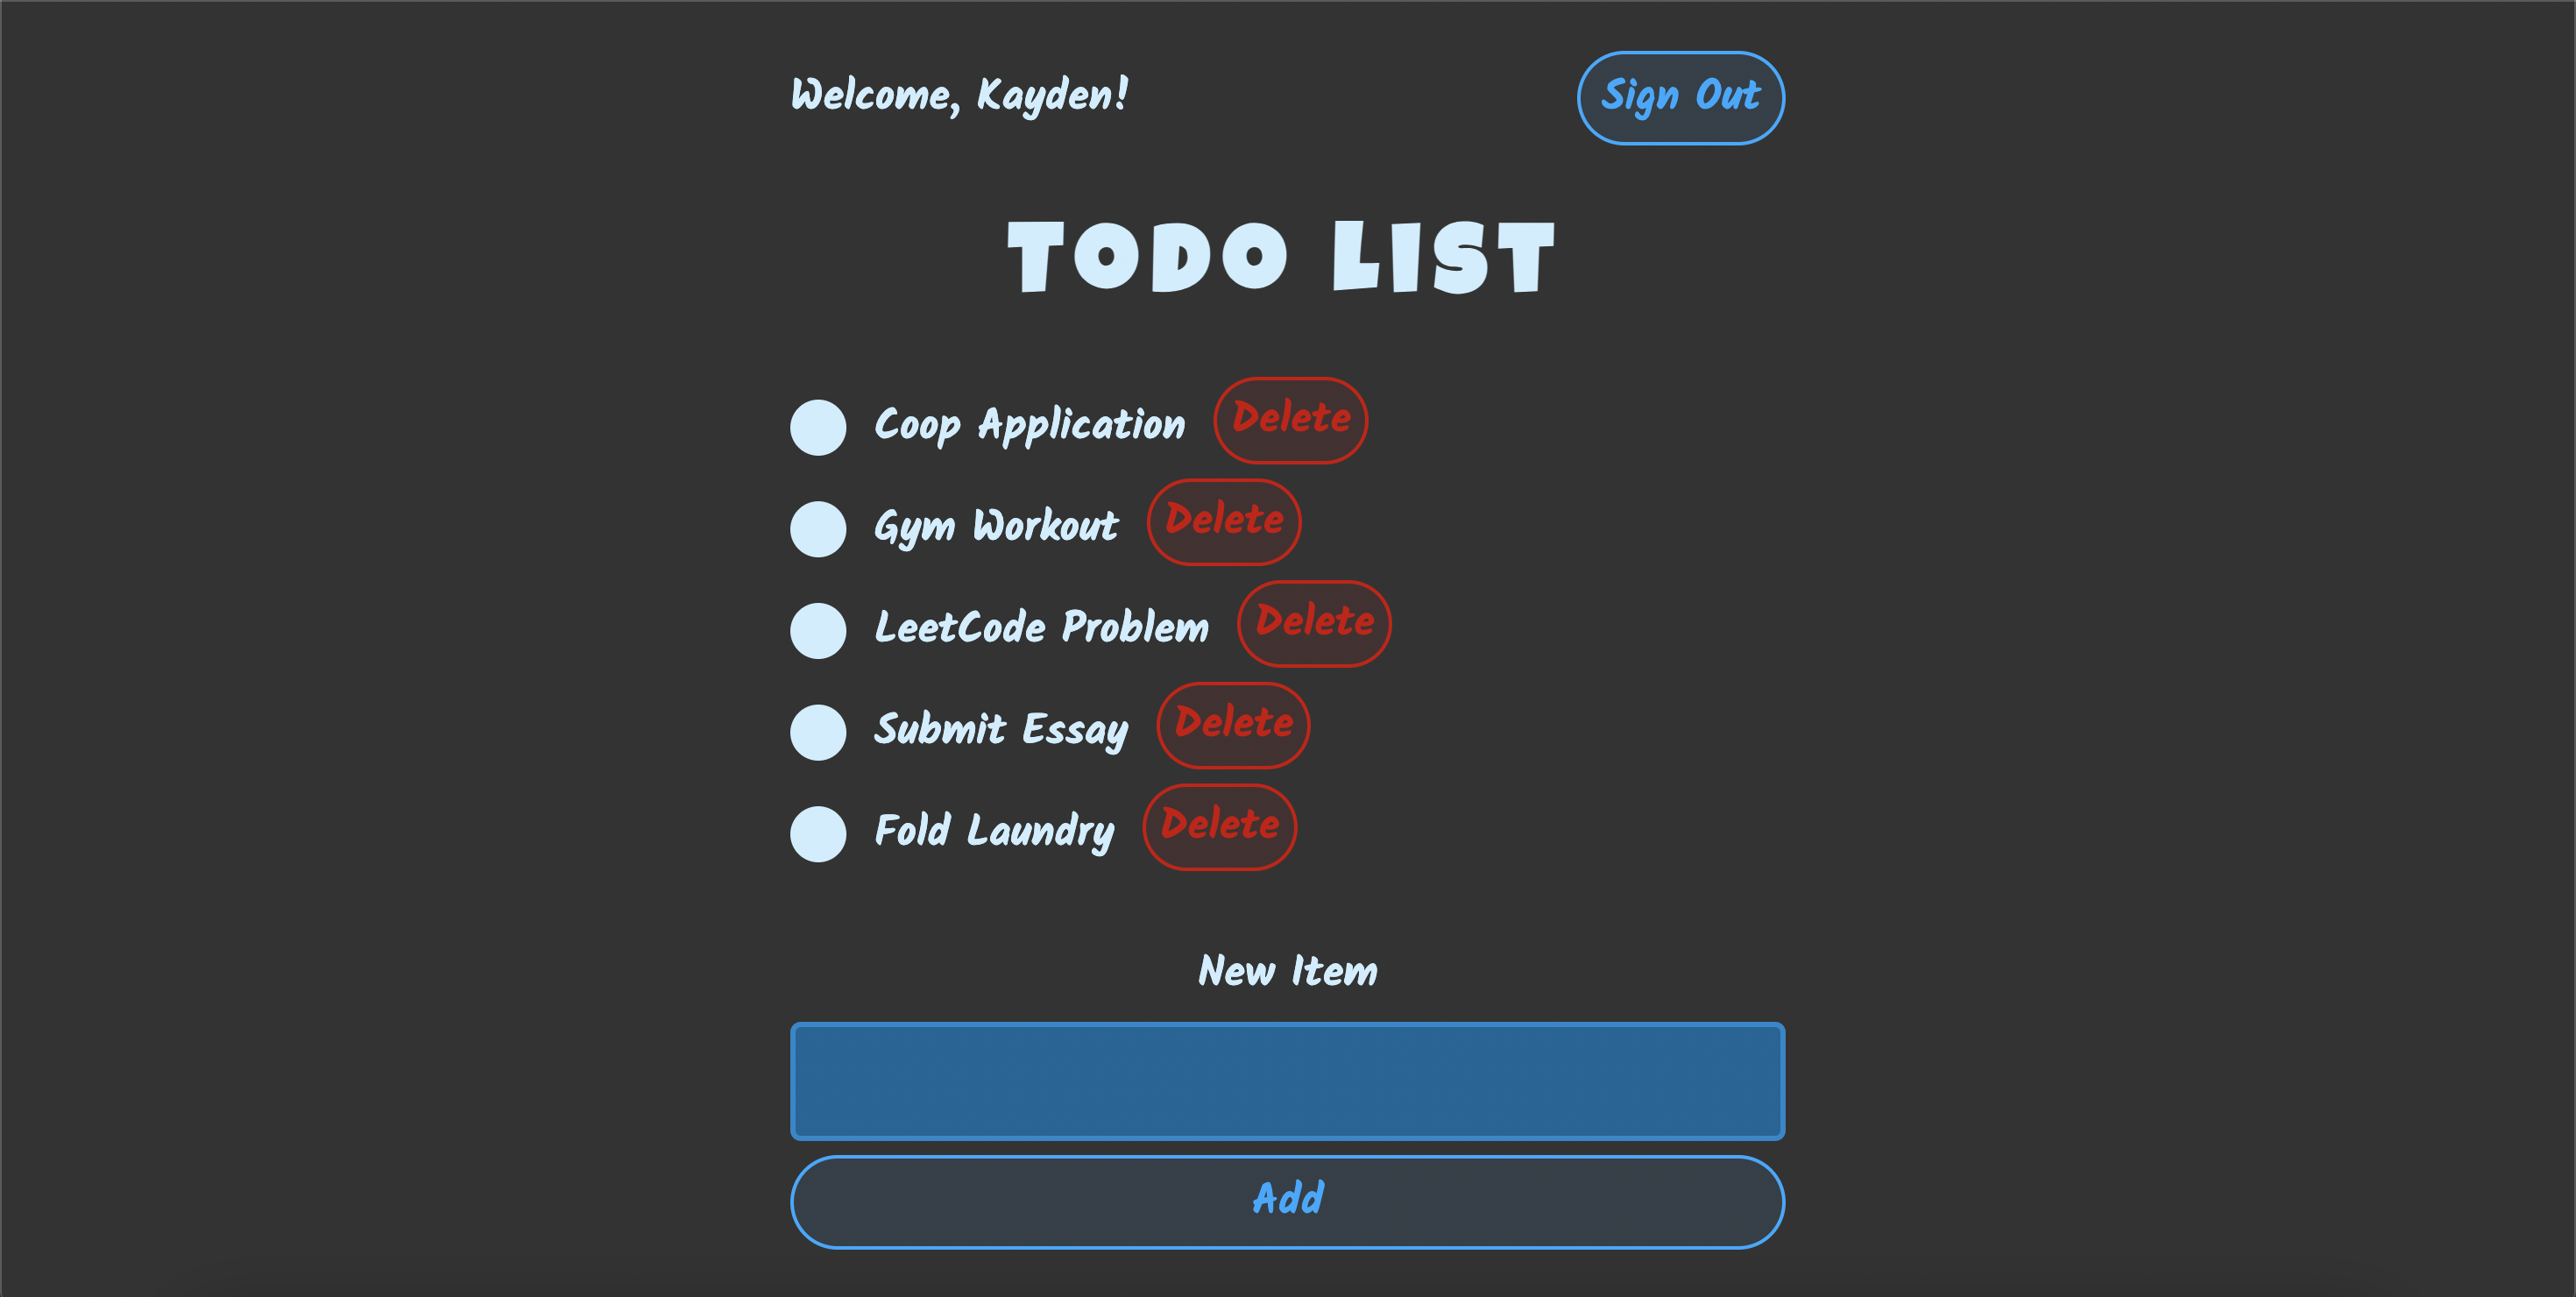 Welcome, Kayden! Sign Out
TODO LIST
Coop Application Delete
Gym Workout Delete
LeetCode Problem Delete
Submit Essay Delete
Fold Laundry Delete
New Item
Add